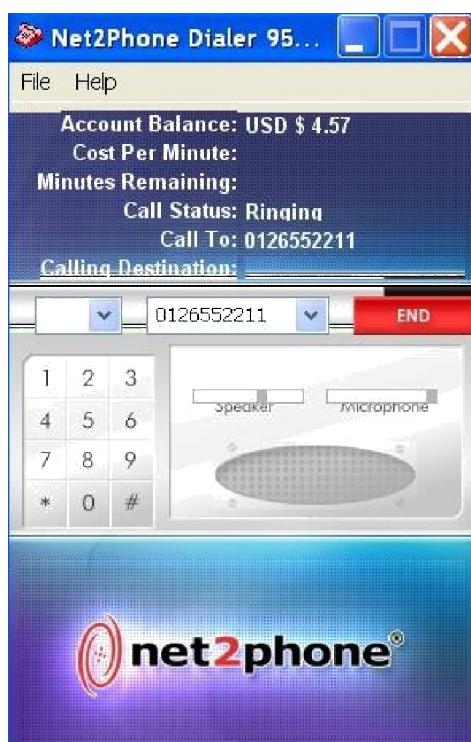 Net2Phone Dialer 95...
File Help
Account Balance: USD $ 4.57
Cost Per Minute:
Minutes Remaining:
Call Status: Ringing
Call To: 0126552211
Calling Destination:
0126552211 END
1 2 3
4 5 6
7 8 9
* 0 #
Speaker Microphone
net2phone®